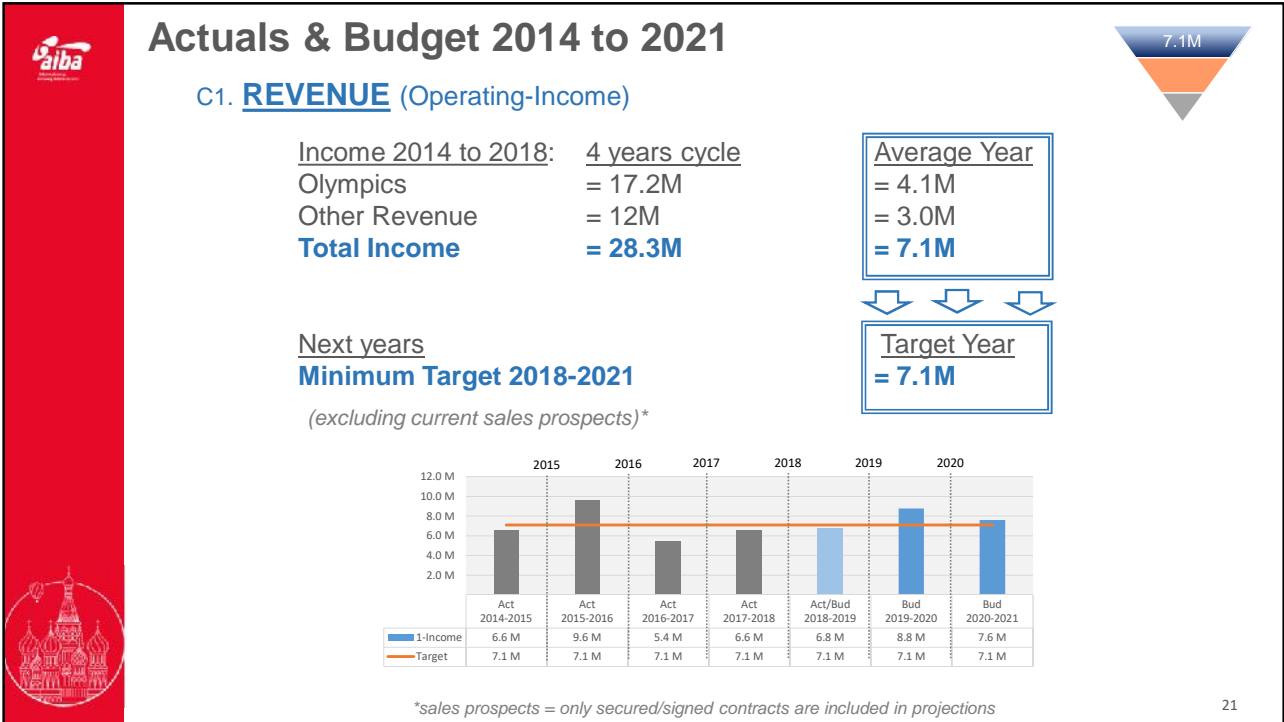 aiba
Actuals & Budget 2014 to 2021
7.1M
C1. REVENUE (Operating-Income)
Income 2014 to 2018: 4 years cycle Average Year
Olympics = 17.2M = 4.1M
Other Revenue = 12M = 3.0M
Total Income = 28.3M = 7.1M
Next years Target Year
Minimum Target 2018-2021 = 7.1M
(excluding current sales prospects)*
2015 2016 2017 2018 2019 2020
12.0 M
10.0 M
8.0 M
6.0 M
4.0 M
2.0 M
Act Act Act Act Act/Bud Bud Bud
2014-2015 2015-2016 2016-2017 2017-2018 2018-2019 2019-2020 2020-2021
1-Income 6.6 M 9.6 M 5.4 M 6.6 M 6.8 M 8.8 M 7.6 M
Target 7.1 M 7.1 M 7.1 M 7.1 M 7.1 M 7.1 M 7.1 M
*sales prospects = only secured/signed contracts are included in projections
21